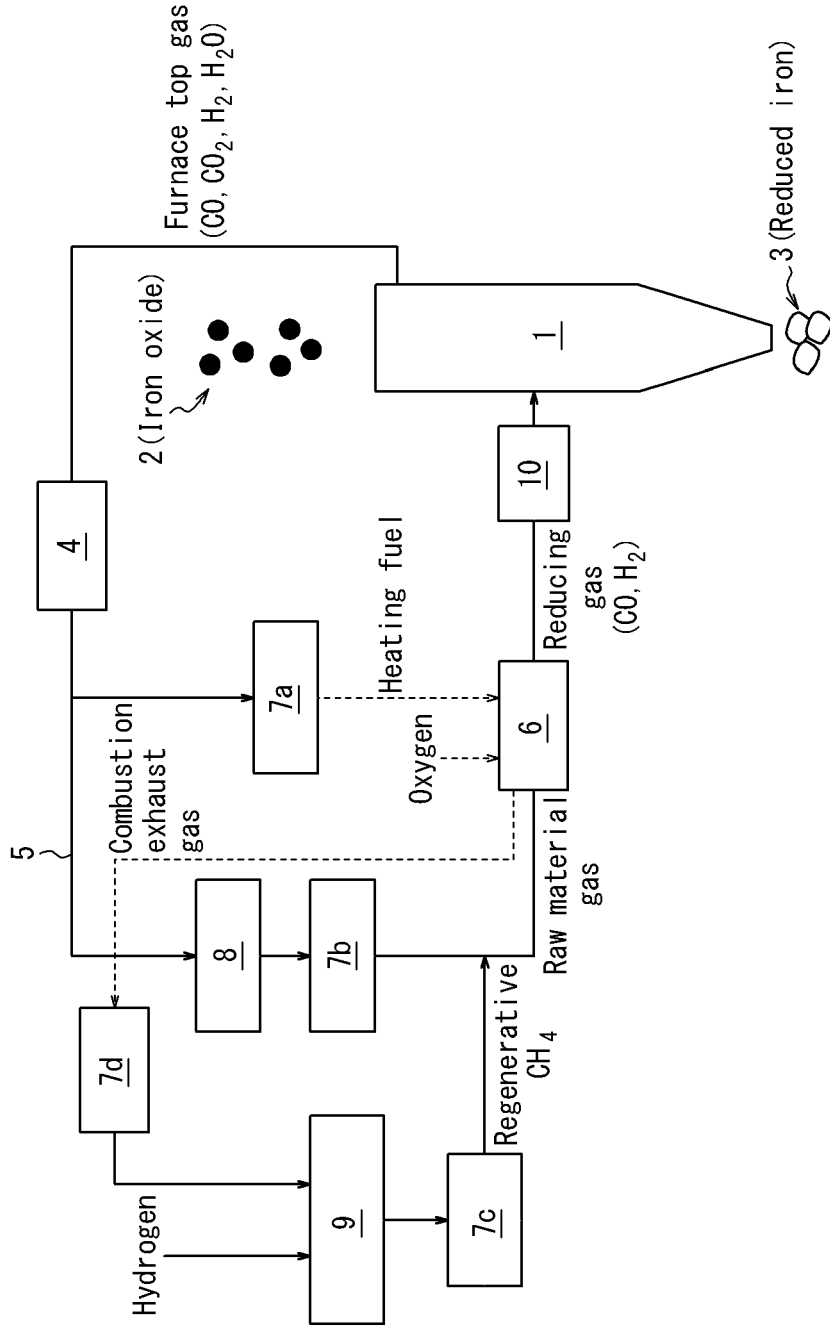 Furnace top gas
(CO, CO2, H2, H2O)
2 (Iron oxide)
3 (Reduced iron)
1
4
10
Heating fuel
Reducing
gas
(CO, H2)
7a
Oxygen
6
5
Combustion
exhaust
gas
8
7b
Raw material
gas
7d
Regenerative
CH4
Hydrogen
9
7c